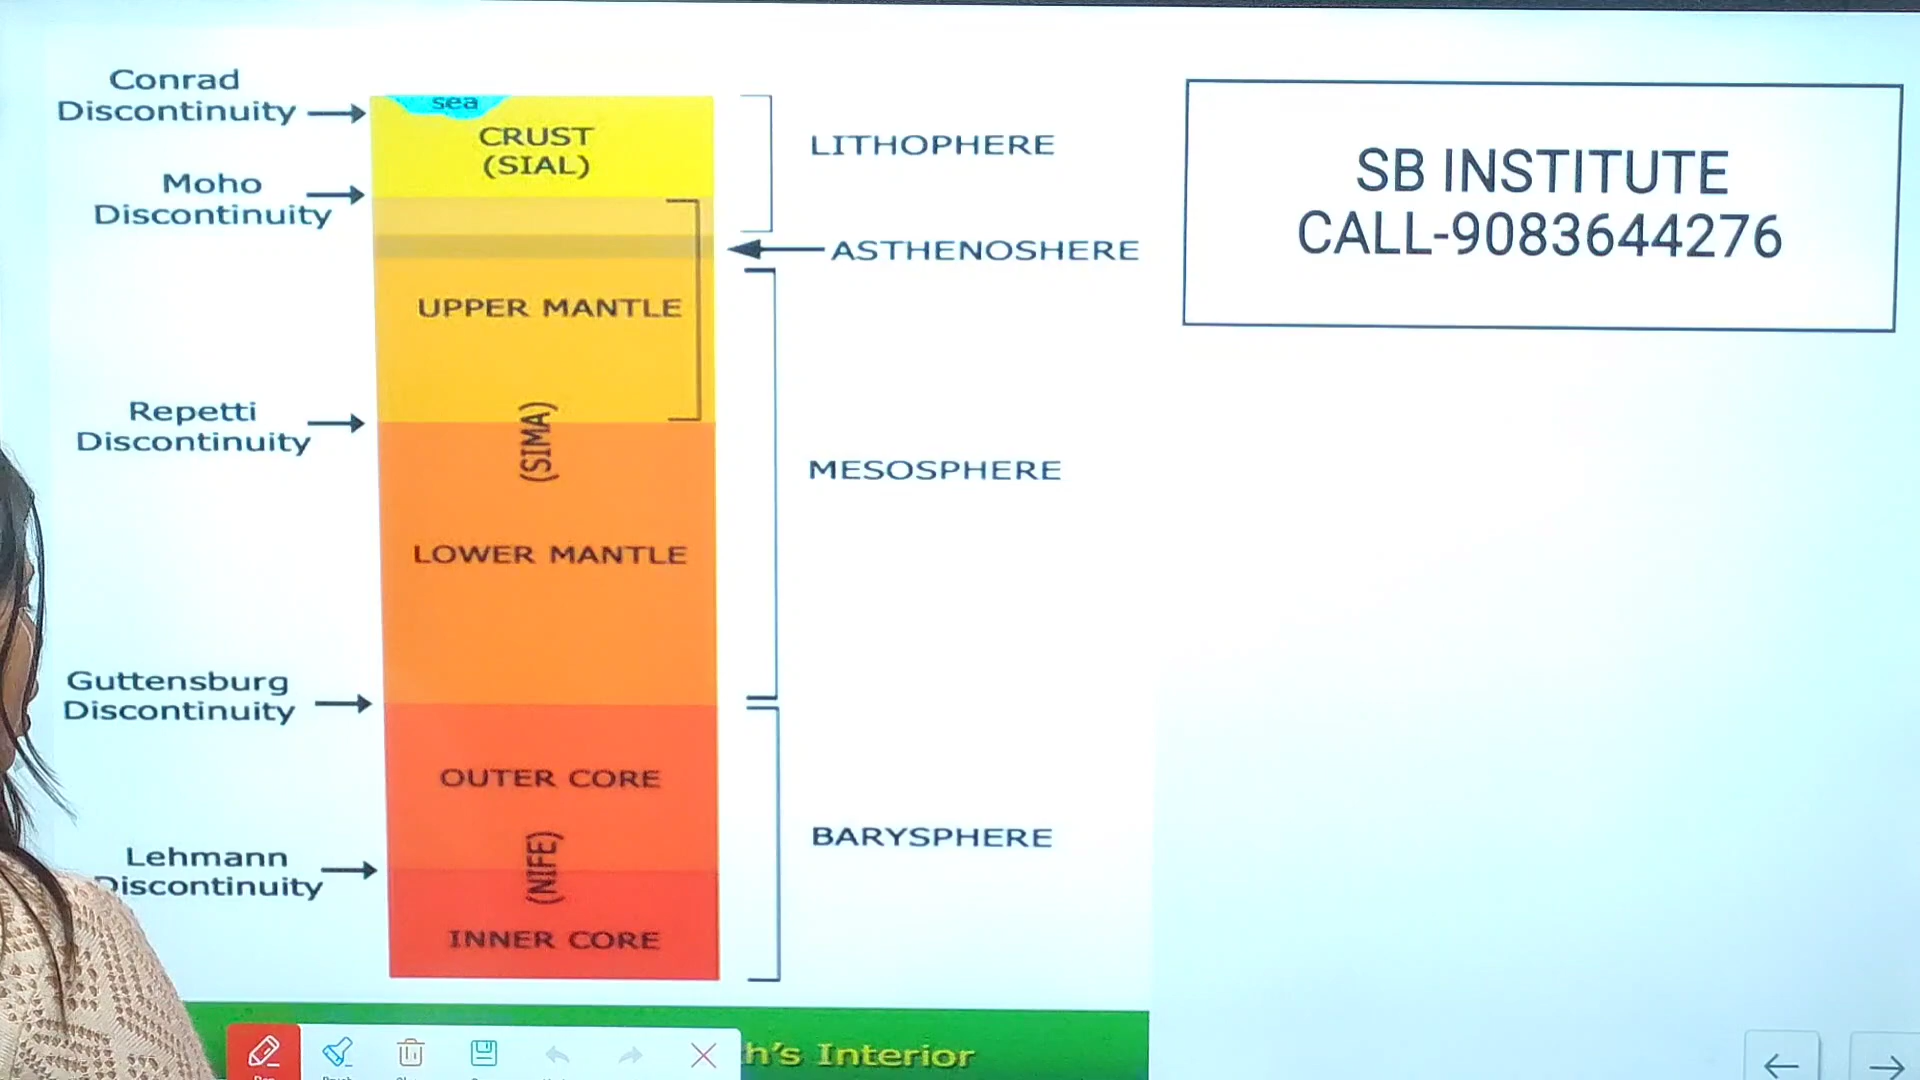 Conrad
Discontinuity
sea
CRUST
(SIAL)
LITHOPHERE
Moho
Discontinuity
ASTHENOSHERE
UPPER MANTLE
Repetti
Discontinuity
(SIMA)
MESOSPHERE
LOWER MANTLE
Guttensburg
Discontinuity
OUTER CORE
(NIFE)
BARYSPHERE
Lehmann
Discontinuity
INNER CORE
h's Interior
SB INSTITUTE
CALL-9083644276